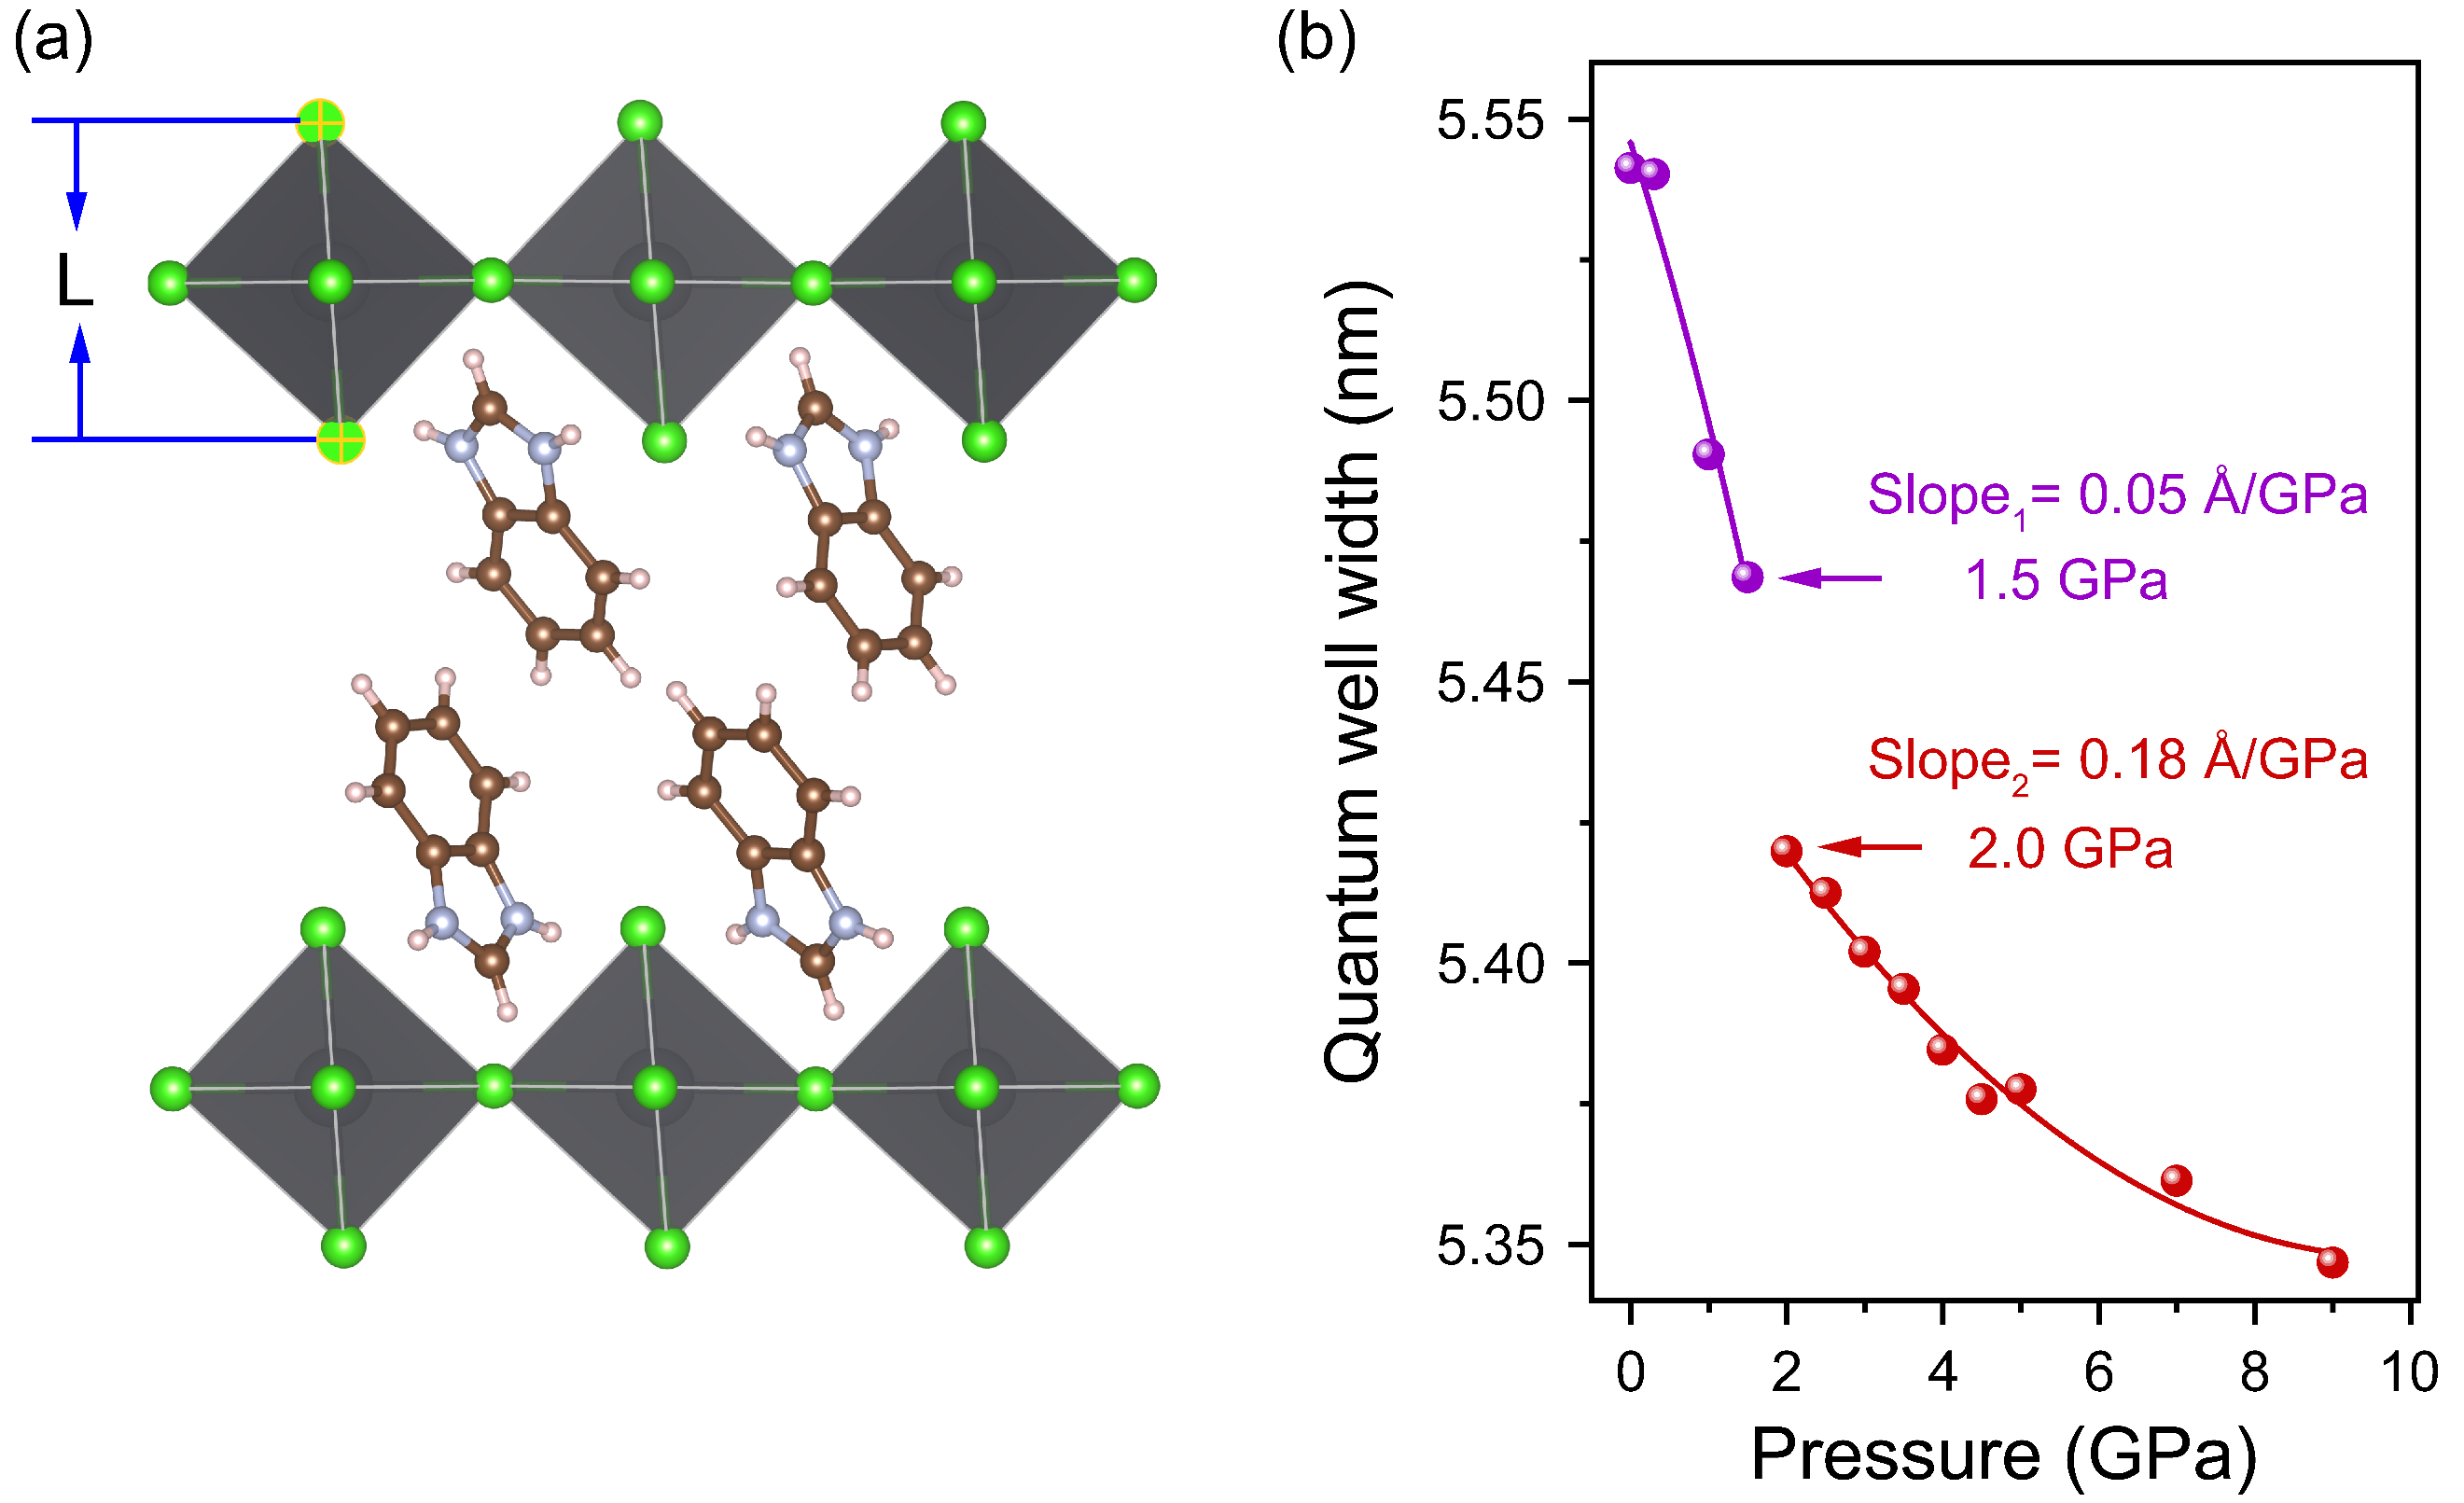 (a)
L
(b)
Quantum well width (nm)
5.55
5.50
5.45
5.40
5.35
Slope₁= 0.05 Å/GPa
1.5 GPa
Slope₂= 0.18 Å/GPa
2.0 GPa
0 2 4 6 8 10
Pressure (GPa)